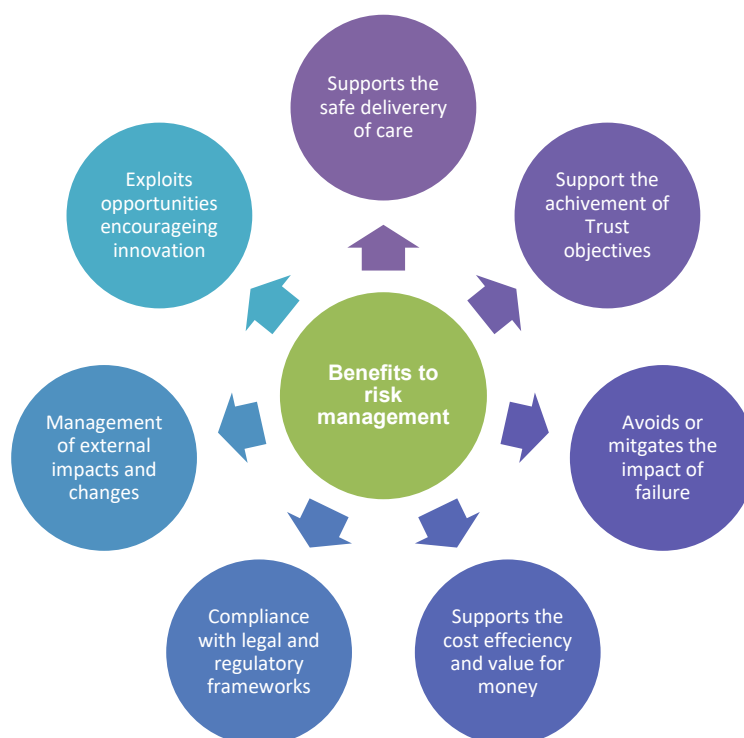 Supports the
safe deliverery
of care
Support the
achivement of
Trust
objectives
Avoids or
mitgates the
impact of
failure
Supports the
cost effeciency
and value for
money
Compliance
with legal and
regulatory
frameworks
Management
of external
impacts and
changes
Exploits
opportunities
encourageing
innovation
Benefits to
risk
management